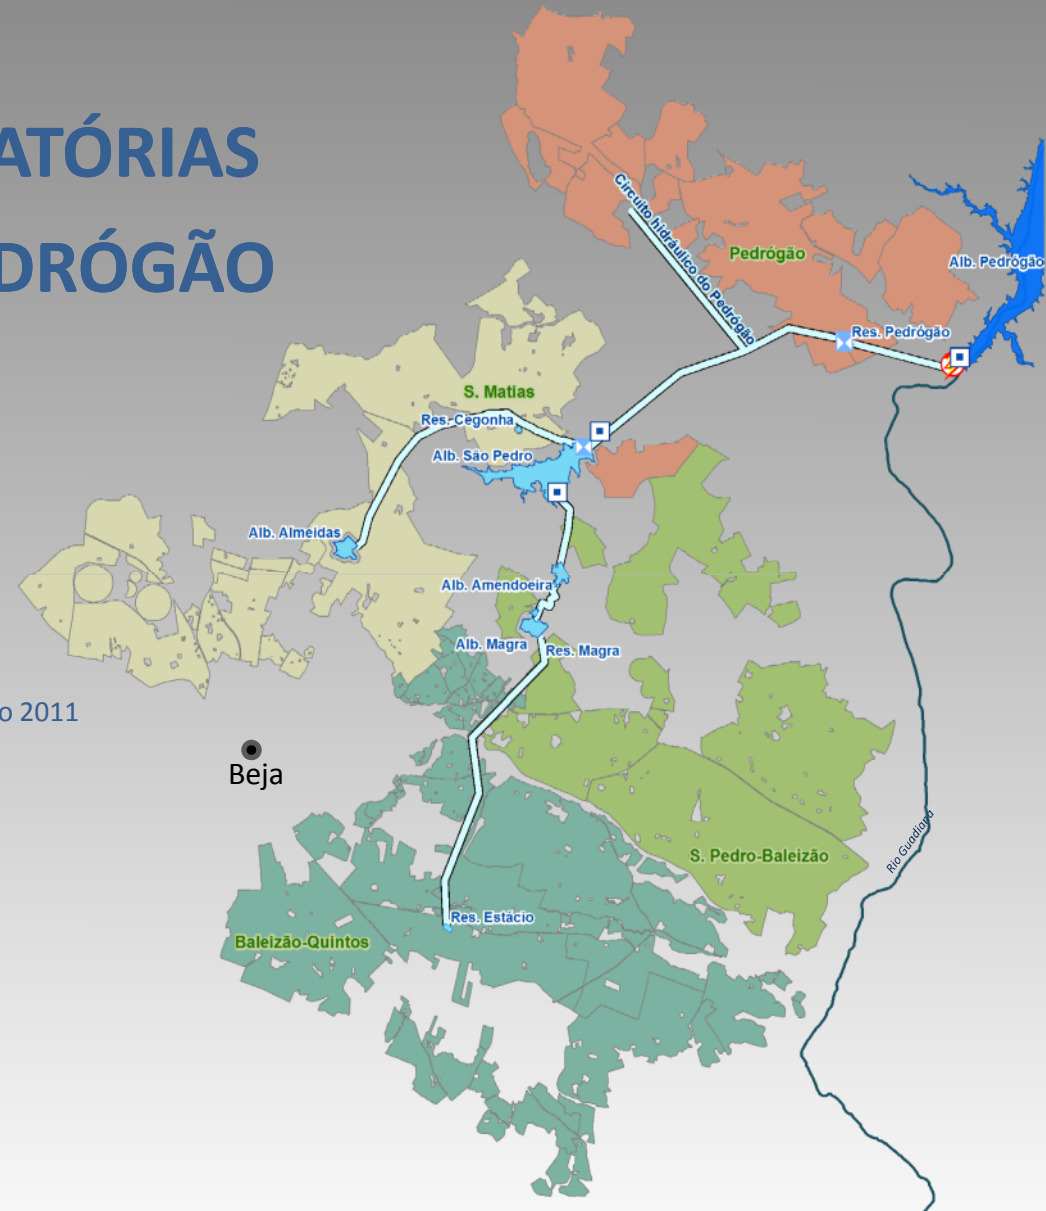 ATÓRIAS
DRÓGÃO
Circuito hidráulico do Pedrógão
Pedrógão
Alb. Pedrógão
Res. Pedrógão
S. Matias
Res. Cegonha
Alb. São Pedro
Alb. Almeidas
Alb. Amendoeira
Alb. Magra
Res. Magra
o 2011
Beja
Rio Guadiana
S. Pedro-Baleizão
Res. Estácio
Baleizão-Quintos